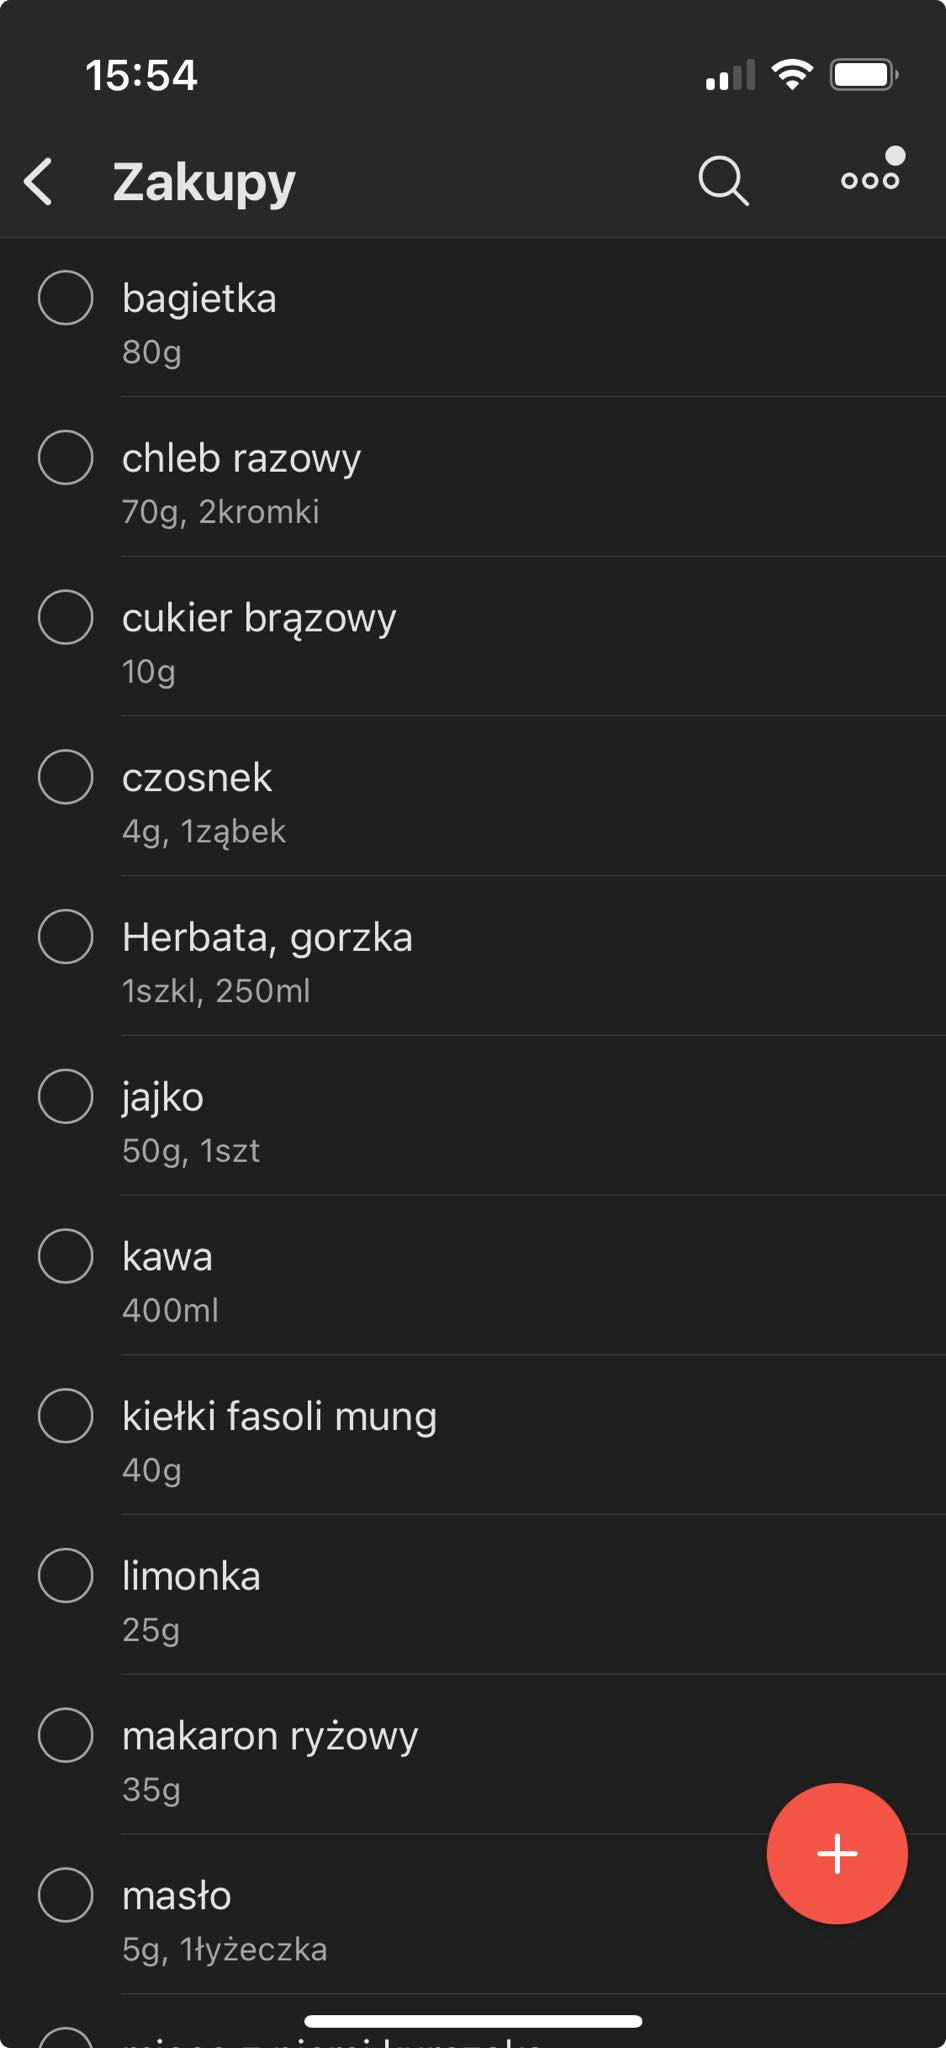 15:54
Zakupy
bagietka
80g
chleb razowy
70g, 2kromki
cukier brązowy
10g
czosnek
4g, 1ząbek
Herbata, gorzka
1szkl, 250ml
jajko
50g, 1szt
kawa
400ml
kiełki fasoli mung
40g
limonka
25g
makaron ryżowy
35g
masło
5g, 1łyżeczka